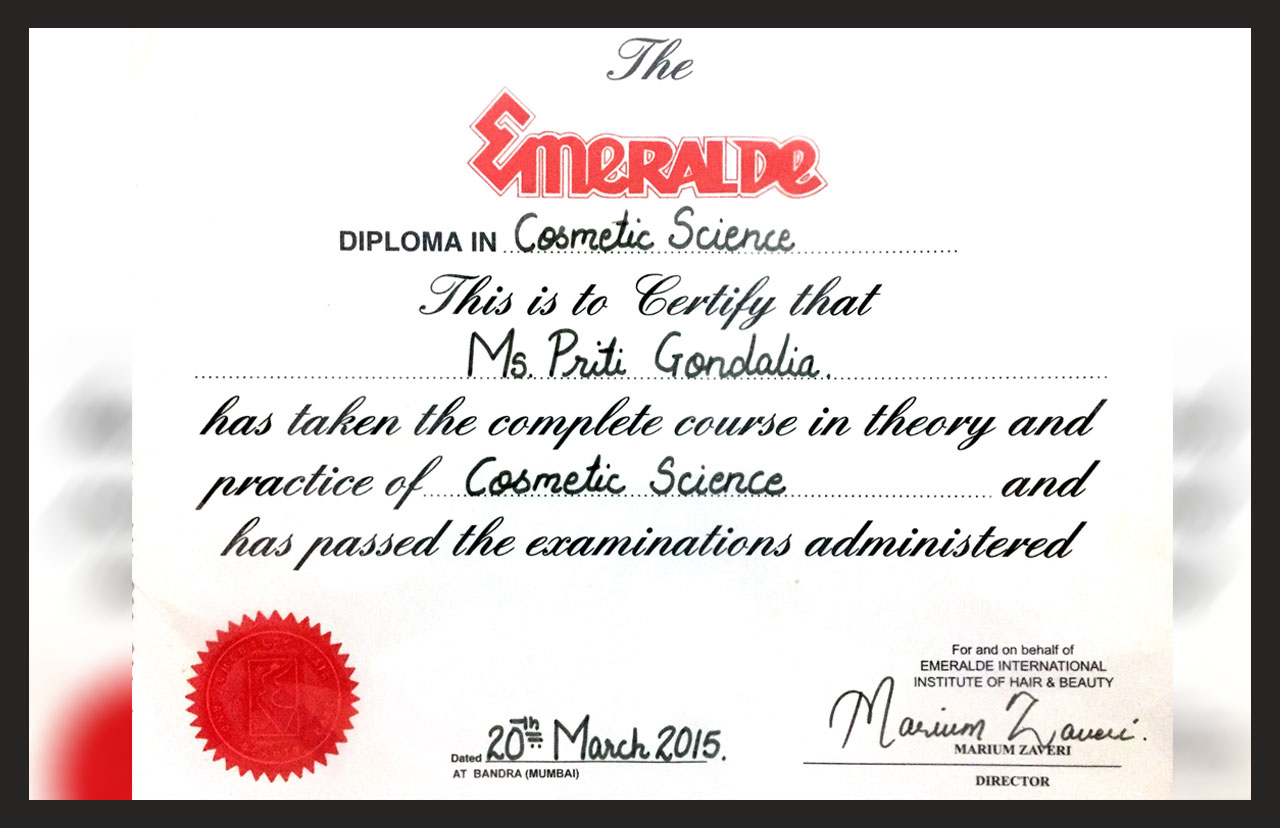 The
EMERALDE
DIPLOMA IN Cosmetic Science
This is to Certify that
Ms. Priti Gondalia.
has taken the complete course in theory and
practice of Cosmetic Science and
has passed the examinations administered
For and on behalf of
EMERALDE INTERNATIONAL
INSTITUTE OF HAIR & BEAUTY
Marium Zaveri.
MARIUM ZAVERI
DIRECTOR
Dated 20th March 2015.
AT BANDRA (MUMBAI)